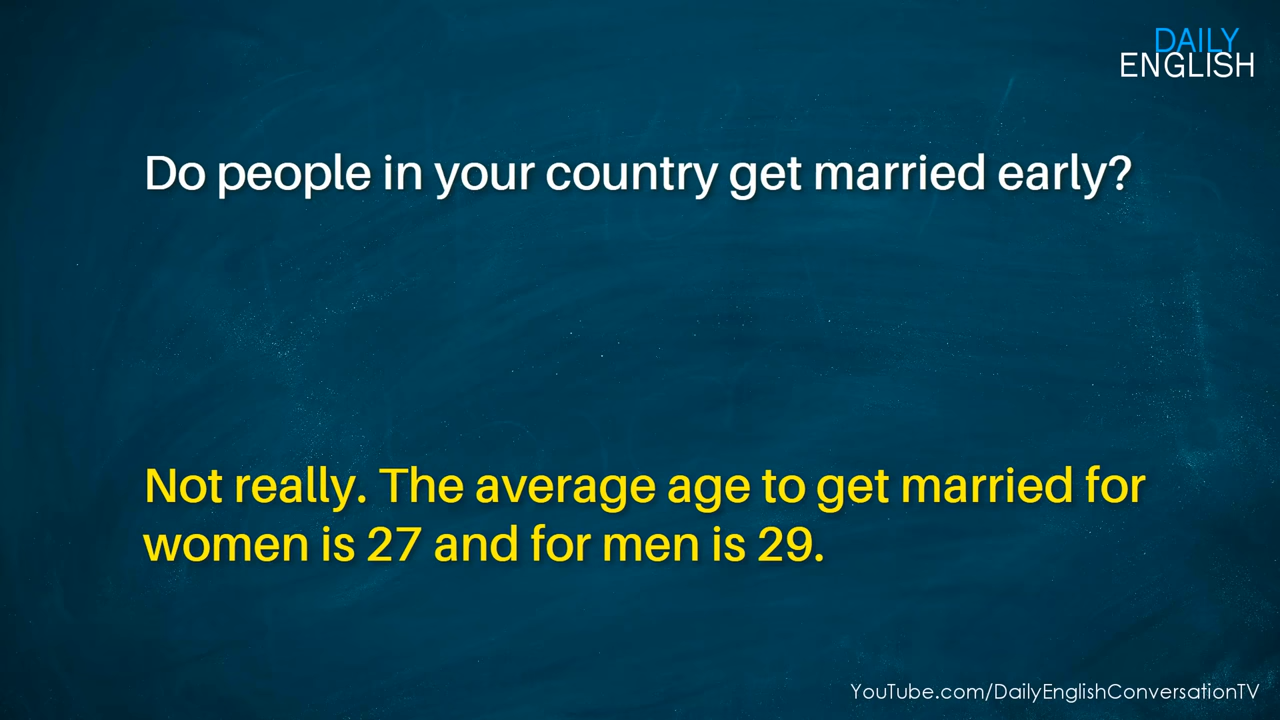 DAILY
ENGLISH
Do people in your country get married early?
Not really. The average age to get married for
women is 27 and for men is 29.
YouTube.com/DailyEnglishConversationTV